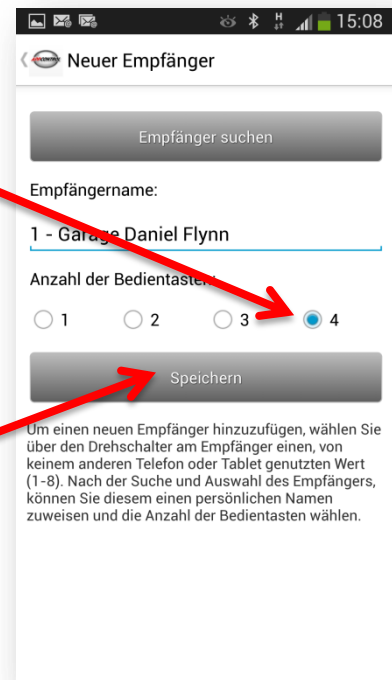 H 15:08
Neuer Empfänger
Empfänger suchen
Empfängername:
1 - Garage Daniel Flynn
Anzahl der Bedientasten:
1 2 3 4
Speichern
Um einen neuen Empfänger hinzuzufügen, wählen Sie
über den Drehschalter am Empfänger einen, von
keinem anderen Telefon oder Tablet genutzten Wert
(1-8). Nach der Suche und Auswahl des Empfängers,
können Sie diesem einen persönlichen Namen
zuweisen und die Anzahl der Bedientasten wählen.